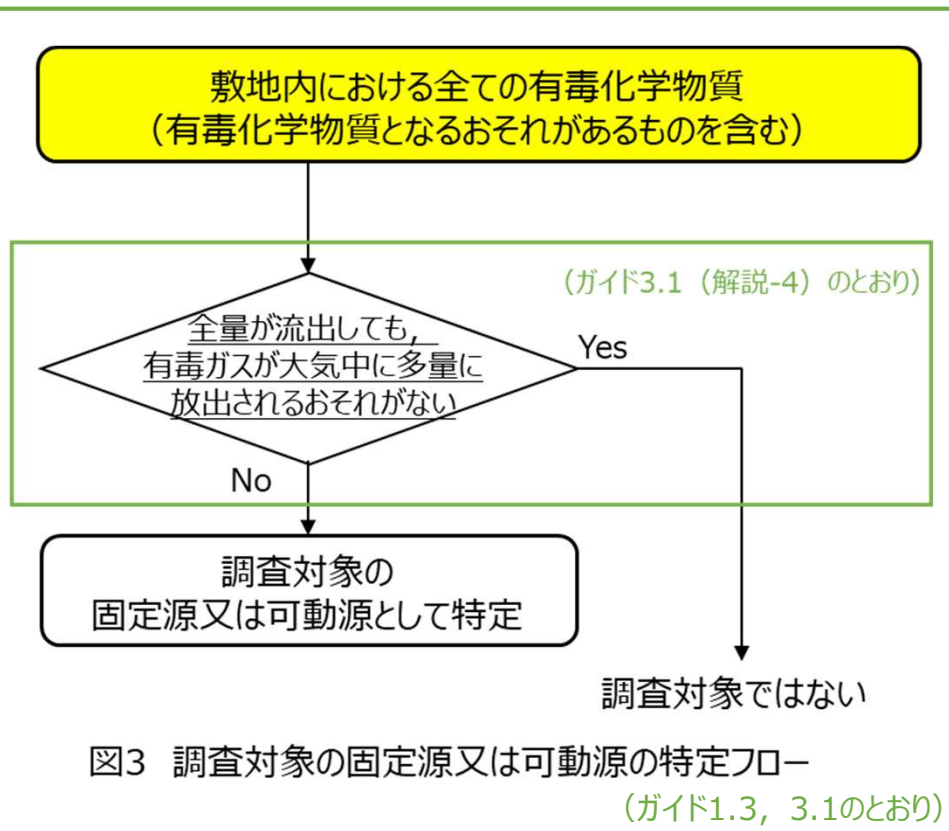 敷地内における全ての有毒化学物質
（有毒化学物質となるおそれがあるものを含む）
（ガイド3.1（解説-4）のとおり）
全量が流出しても，
有毒ガスが大気中に多量に
放出されるおそれがない
Yes
No
調査対象の
固定源又は可動源として特定
調査対象ではない
図3　調査対象の固定源又は可動源の特定フロー
（ガイド1.3，3.1のとおり）